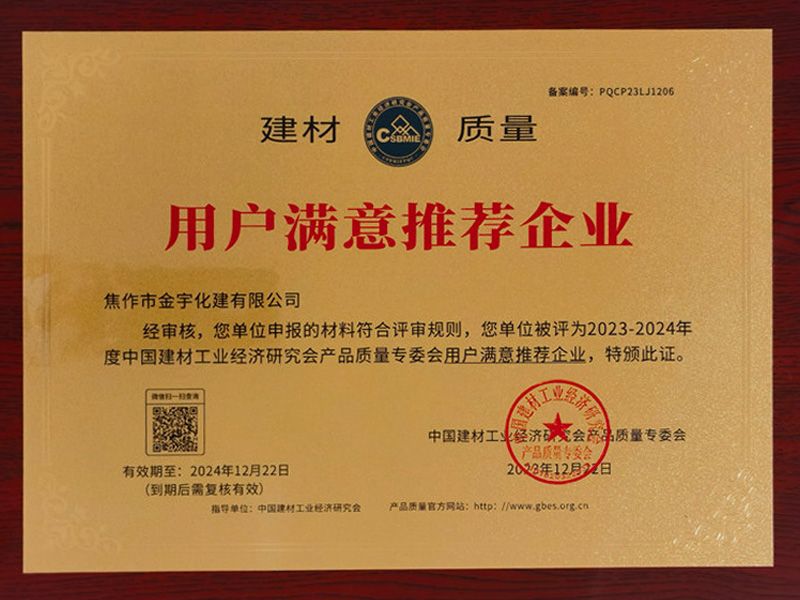 备案编号：PQCP23LJ1206
建材 CSBMIE 质量
用户满意推荐企业
焦作市金宇化建有限公司
经审核，您单位申报的材料符合评审规则，您单位被评为2023-2024年
度中国建材工业经济研究会产品质量专委会用户满意推荐企业，特颁此证。
微信扫一扫查询
中国建材工业经济研究会产品质量专委会
产品质量专委会
2023年12月22日
有效期至：2024年12月22日
（到期后需复核有效）
指导单位：中国建材工业经济研究会 产品质量官方网站：http: //www.gbes.org.cn